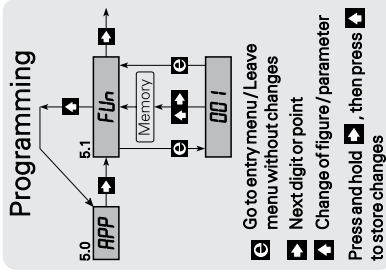 Programming
5.0
APP
5.1
FUn
Memory
001
e
e
e Go to entry menu / Leave
menu without changes
Next digit or point
Change of figure / parameter
Press and hold , then press
to store changes